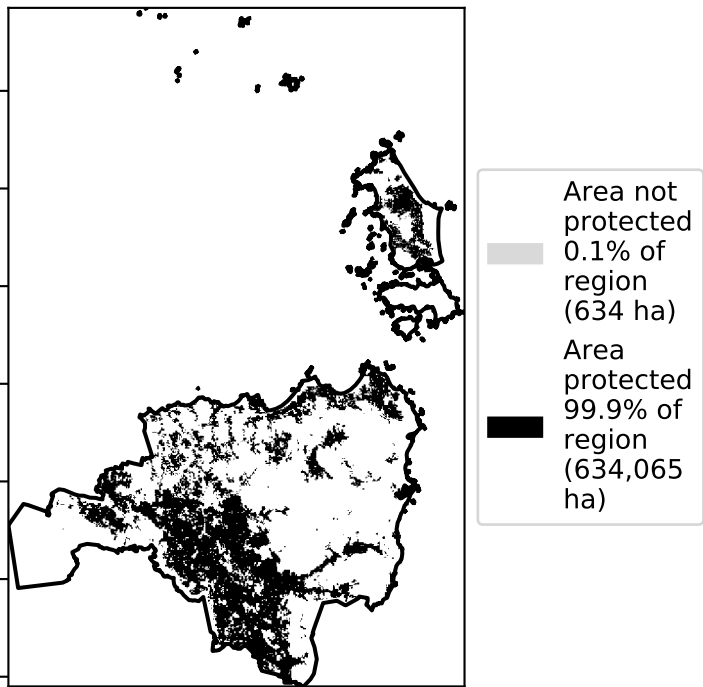 Area not
protected
0.1% of
region
(634 ha)
Area
protected
99.9% of
region
(634,065
ha)